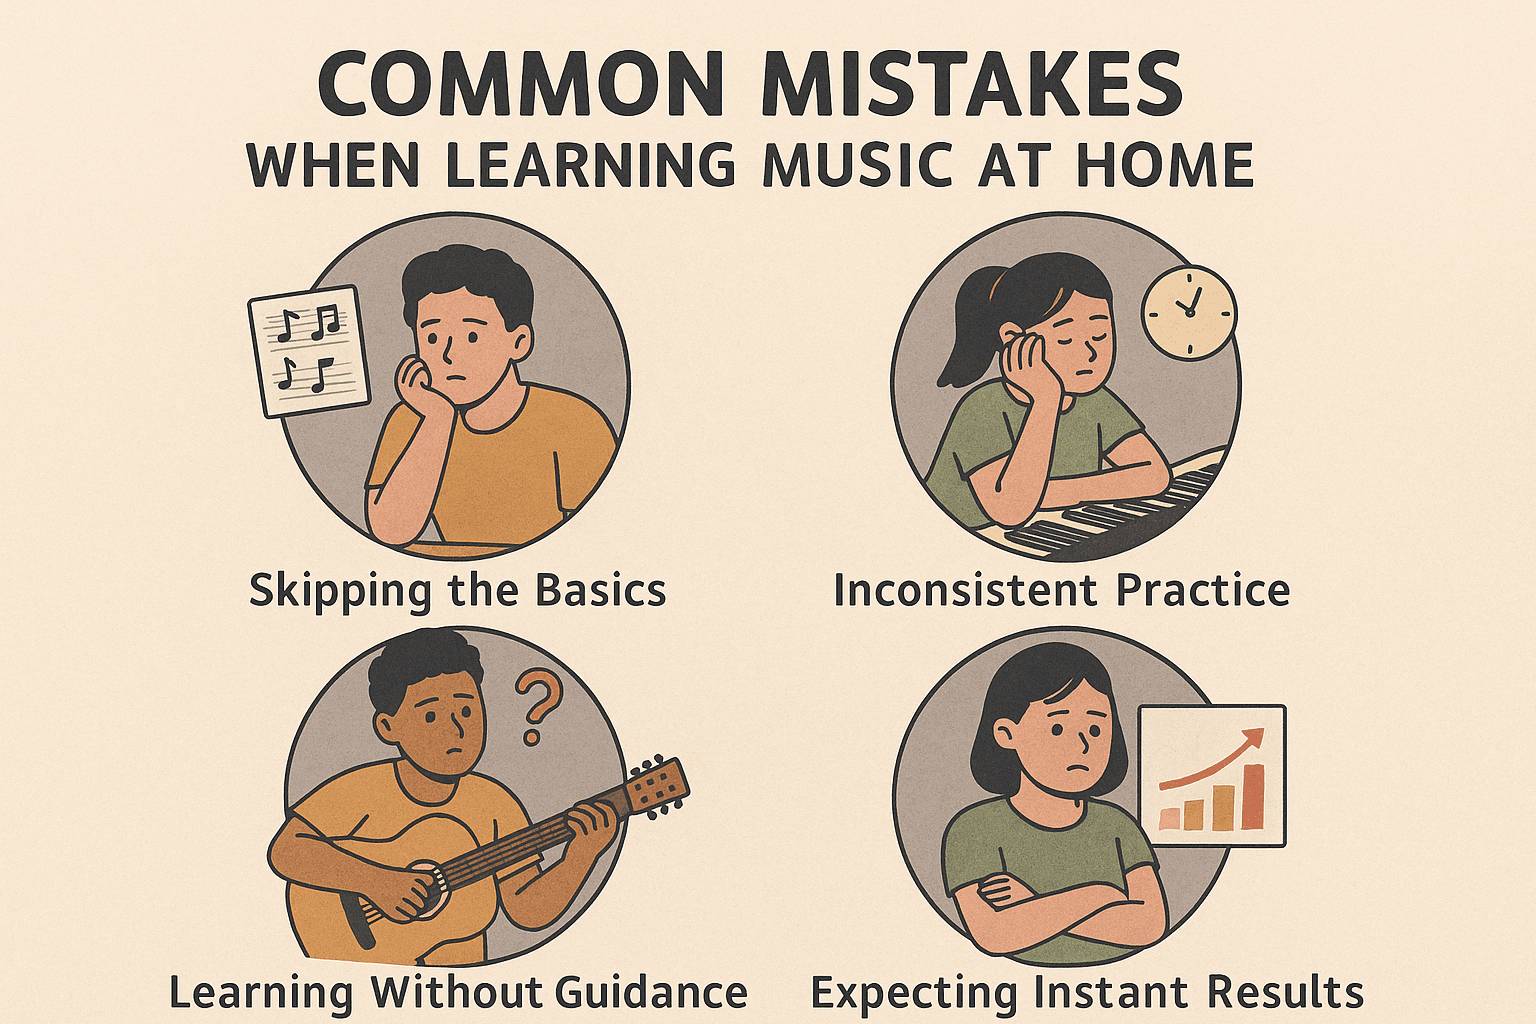 COMMON MISTAKES
WHEN LEARNING MUSIC AT HOME
Skipping the Basics
Inconsistent Practice
?
Learning Without Guidance
Expecting Instant Results